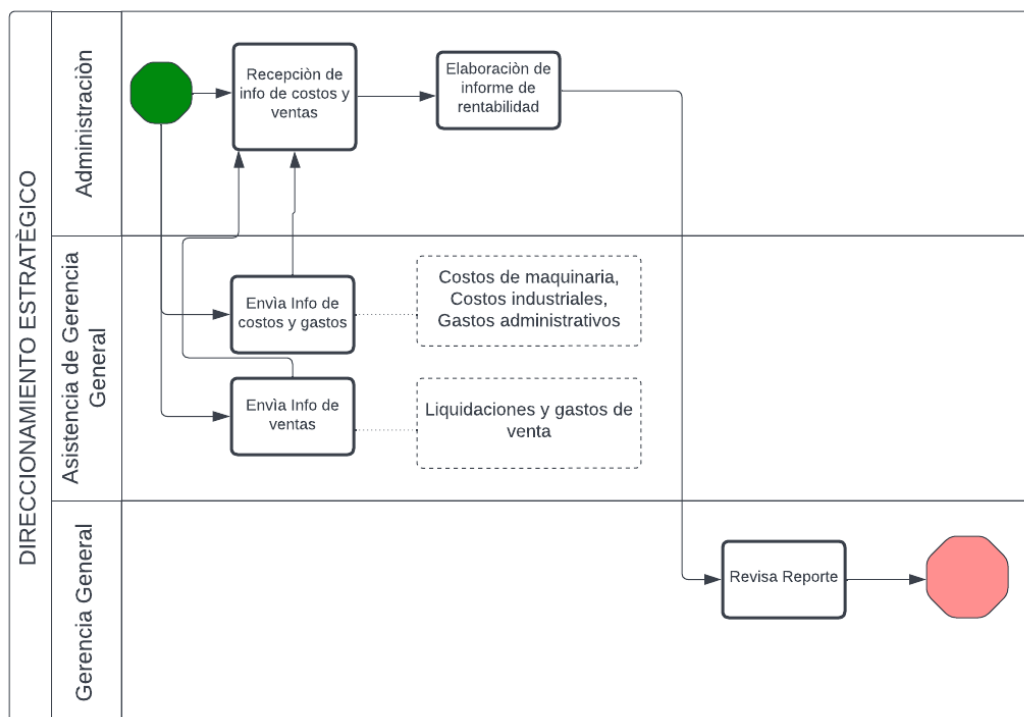 DIRECCIONAMIENTO ESTRATÈGICO
Administraciòn
Recepciòn de
info de costos y
ventas
Elaboraciòn de
informe de
rentabilidad
Asistencia de Gerencia
General
Envìa Info de
costos y gastos
Costos de maquinaria,
Costos industriales,
Gastos administrativos
Envìa Info de
ventas
Liquidaciones y gastos de
venta
Gerencia General
Revisa Reporte